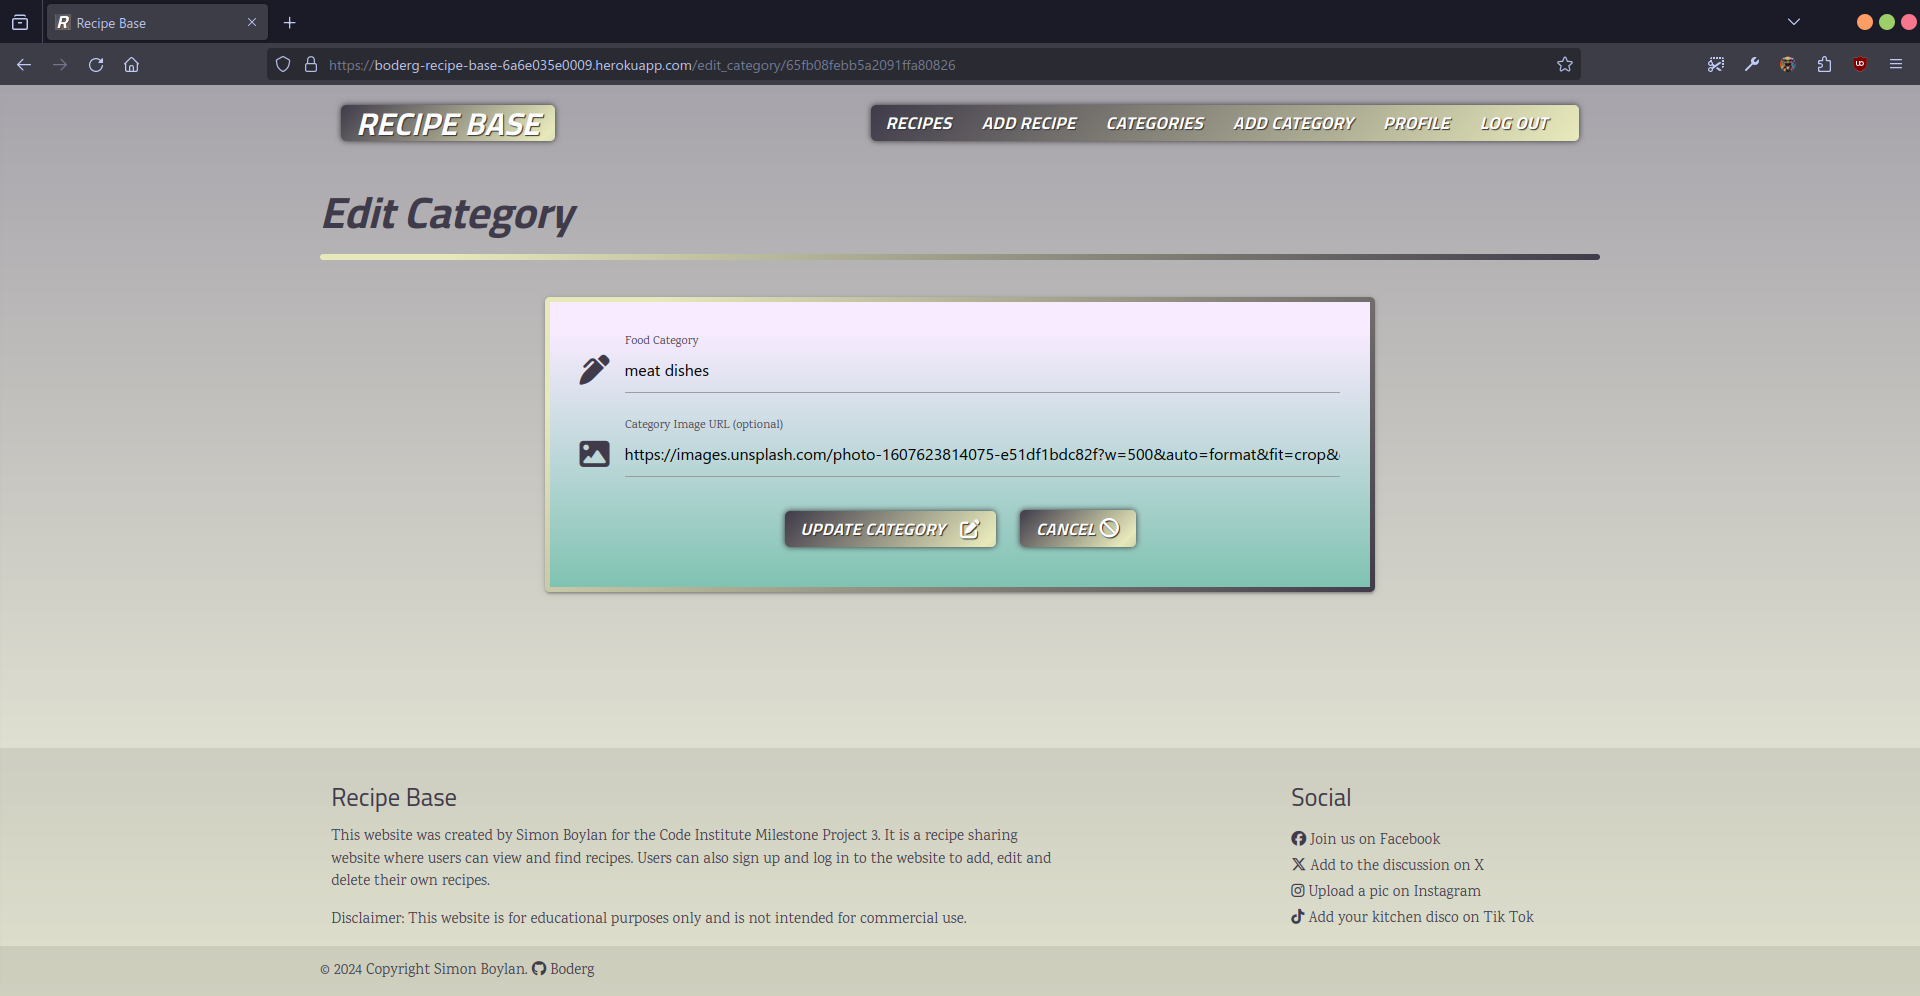 Recipe Base
https://boderg-recipe-base-6a6e035e0009.herokuapp.com/edit_category/65fb08febb5a2091ffa80826
RECIPE BASE
RECIPES ADD RECIPE CATEGORIES ADD CATEGORY PROFILE LOG OUT
Edit Category
Food Category
meat dishes
Category Image URL (optional)
https://images.unsplash.com/photo-1607623814075-e51df1bdc82f?w=500&auto=format&fit=crop&
UPDATE CATEGORY CANCEL
Recipe Base
This website was created by Simon Boylan for the Code Institute Milestone Project 3. It is a recipe sharing
website where users can view and find recipes. Users can also sign up and log in to the website to add, edit and
delete their own recipes.
Disclaimer: This website is for educational purposes only and is not intended for commercial use.
Social
Join us on Facebook
Add to the discussion on X
Upload a pic on Instagram
Add your kitchen disco on Tik Tok
© 2024 Copyright Simon Boylan. Boderg